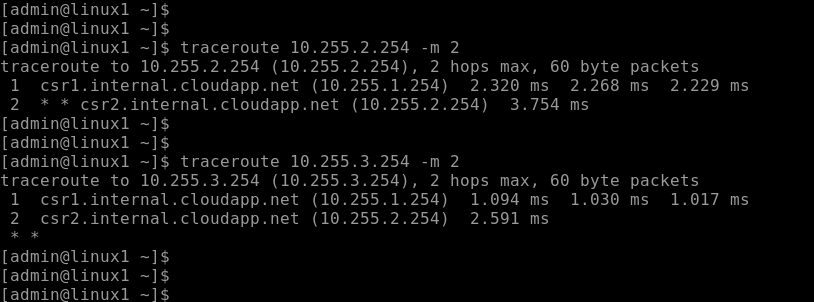 [admin@linux1 ~]$
[admin@linux1 ~]$
[admin@linux1 ~]$ traceroute 10.255.2.254 -m 2
traceroute to 10.255.2.254 (10.255.2.254), 2 hops max, 60 byte packets
 1  csr1.internal.cloudapp.net (10.255.1.254)  2.320 ms  2.268 ms  2.229 ms
 2  * * csr2.internal.cloudapp.net (10.255.2.254)  3.754 ms
[admin@linux1 ~]$
[admin@linux1 ~]$
[admin@linux1 ~]$ traceroute 10.255.3.254 -m 2
traceroute to 10.255.3.254 (10.255.3.254), 2 hops max, 60 byte packets
 1  csr1.internal.cloudapp.net (10.255.1.254)  1.094 ms  1.030 ms  1.017 ms
 2  csr2.internal.cloudapp.net (10.255.2.254)  2.591 ms
 * *
[admin@linux1 ~]$
[admin@linux1 ~]$
[admin@linux1 ~]$